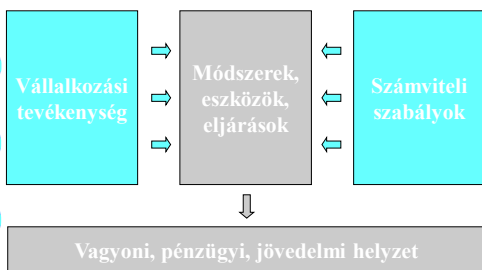 Vállalkozási
tevékenység
Módszerek,
eszközök,
eljárások
Számviteli
szabályok
Vagyoni, pénzügyi, jövedelmi helyzet